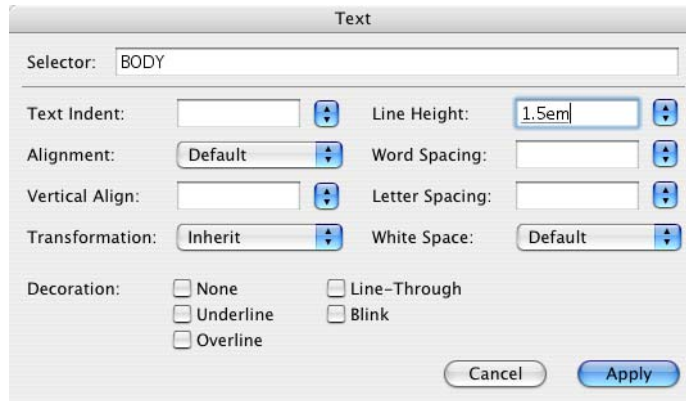 Text
Selector: BODY
Text Indent: Line Height: 1.5em
Alignment: Default Word Spacing:
Vertical Align: Letter Spacing:
Transformation: Inherit White Space: Default
Decoration: None Line-Through
Underline Blink
Overline
Cancel Apply